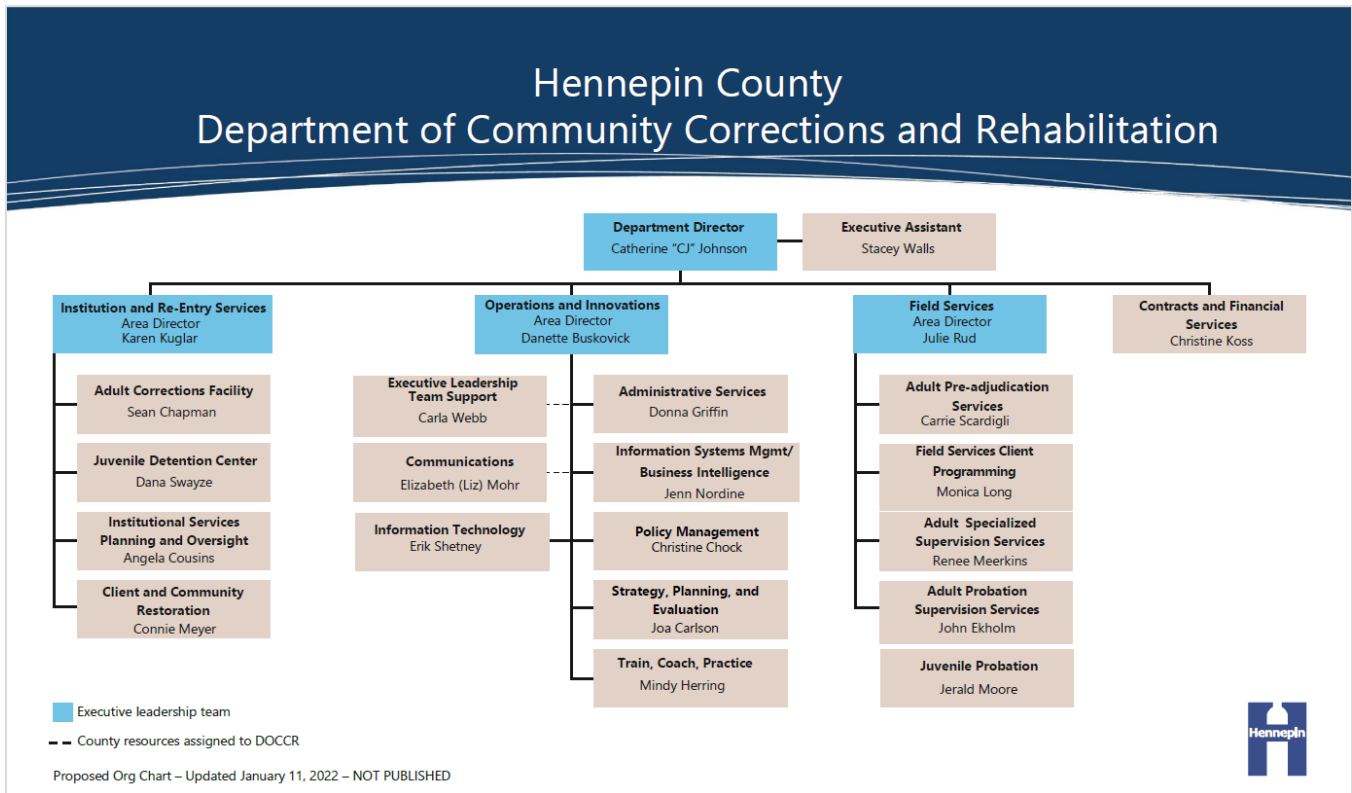 Hennepin County
Department of Community Corrections and Rehabilitation
Department Director
Catherine “CJ” Johnson
Executive Assistant
Stacey Walls
Institution and Re-Entry Services
Area Director
Karen Kuglar
Operations and Innovations
Area Director
Danette Buskovick
Field Services
Area Director
Julie Rud
Contracts and Financial
Services
Christine Koss
Adult Corrections Facility
Sean Chapman
Juvenile Detention Center
Dana Swayze
Institutional Services
Planning and Oversight
Angela Cousins
Client and Community
Restoration
Connie Meyer
Executive Leadership
Team Support
Carla Webb
Communications
Elizabeth (Liz) Mohr
Information Technology
Erik Shetney
Administrative Services
Donna Griffin
Information Systems Mgmt/
Business Intelligence
Jenn Nordine
Policy Management
Christine Chock
Strategy, Planning, and
Evaluation
Joa Carlson
Train, Coach, Practice
Mindy Herring
Adult Pre-adjudication
Services
Carrie Scardigli
Field Services Client
Programming
Monica Long
Adult Specialized
Supervision Services
Renee Meerkins
Adult Probation
Supervision Services
John Ekholm
Juvenile Probation
Jerald Moore
Executive leadership team
County resources assigned to DOCCR
Proposed Org Chart – Updated January 11, 2022 – NOT PUBLISHED
Hennepin